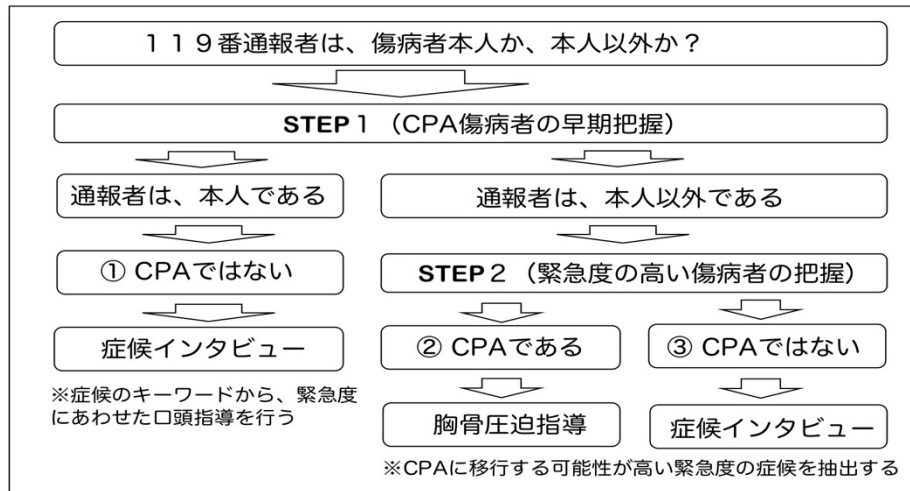 119番通報者は、傷病者本人か、本人以外か?
STEP1(CPA傷病者の早期把握)
通報者は、本人である
通報者は、本人以外である
① CPAではない
STEP2(緊急度の高い傷病者の把握)
症候インタビュー
② CPAである
③ CPAではない
※症候のキーワードから、緊急度
にあわせた口頭指導を行う
胸骨圧迫指導
症候インタビュー
※CPAに移行する可能性が高い緊急度の症候を抽出する